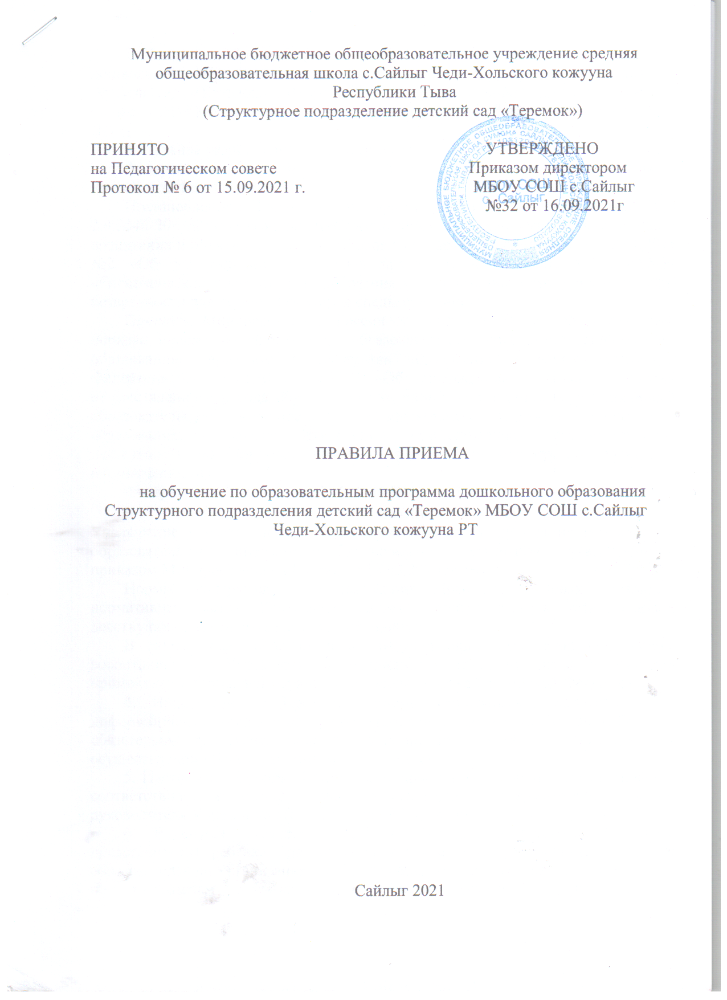 Муниципальное бюджетное общеобразовательное учреждение средняя
общеобразовательная школа с.Сайлыг Чеди-Хольского кожууна
Республики Тыва
(Структурное подразделение детский сад «Теремок»)
ПРИНЯТО
на Педагогическом совете
Протокол № 6 от 15.09.2021 г.
УТВЕРЖДЕНО
Приказом директором
МБОУ СОШ с.Сайлыг
№32 от 16.09.2021г
МБОУ СОШ
с. Сайлыг
ПРАВИЛА ПРИЕМА
на обучение по образовательным программа дошкольного образования
Структурного подразделения детский сад «Теремок» МБОУ СОШ с.Сайлыг
Чеди-Хольского кожууна РТ
Сайлыг 2021